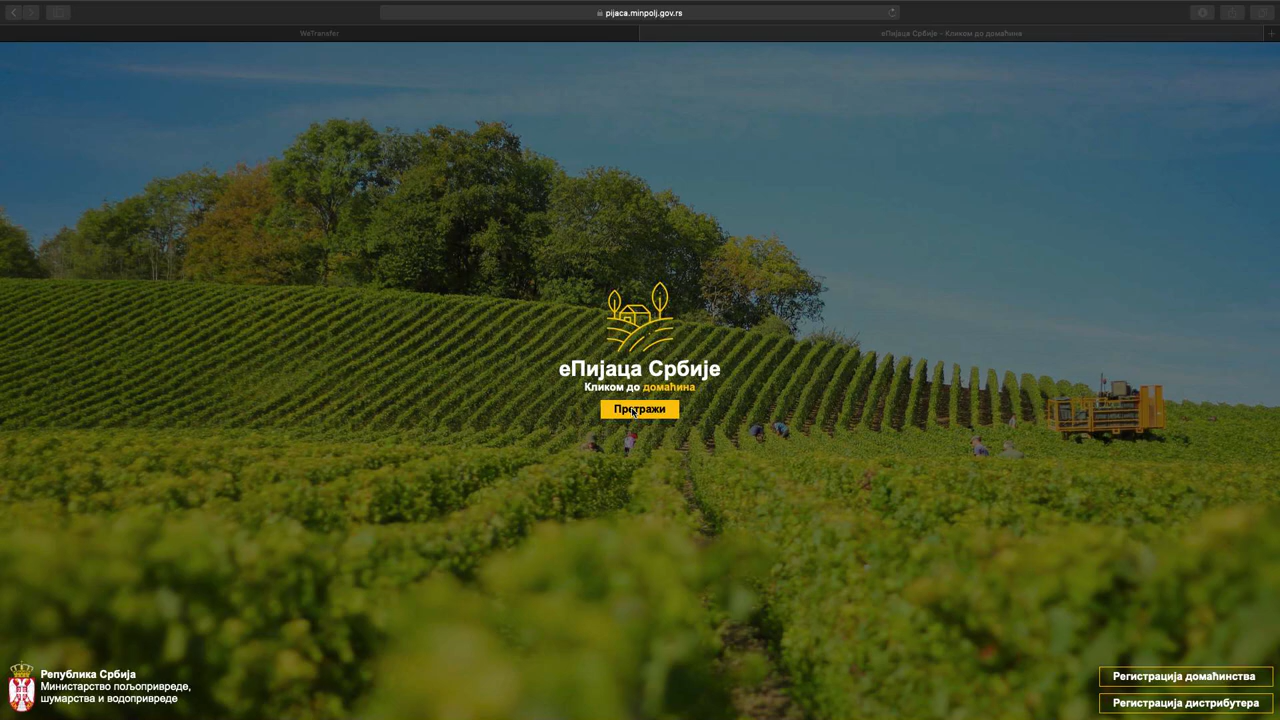 pijaca.minpolj.gov.rs
WeTransfer
еПијаца Србије - Кликом до домаћина
еПијаца Србије
Кликом до домаћина
Претражи
Република Србија
Министарство пољопривреде,
шумарства и водопривреде
Регистрација домаћинства
Регистрација дистрибутера